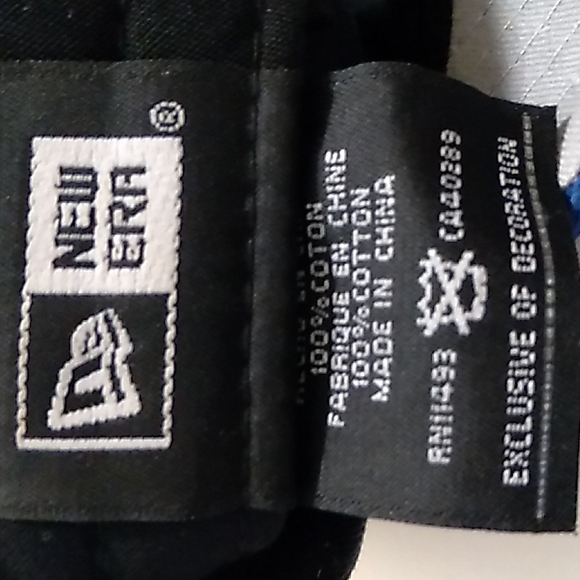 NEW
ERA
®
100%COTON
FABRIQUE EN CHINE
100%COTTON
MADE IN CHINA
RN11493 CA40289
EXCLUSIVE OF DECORATION